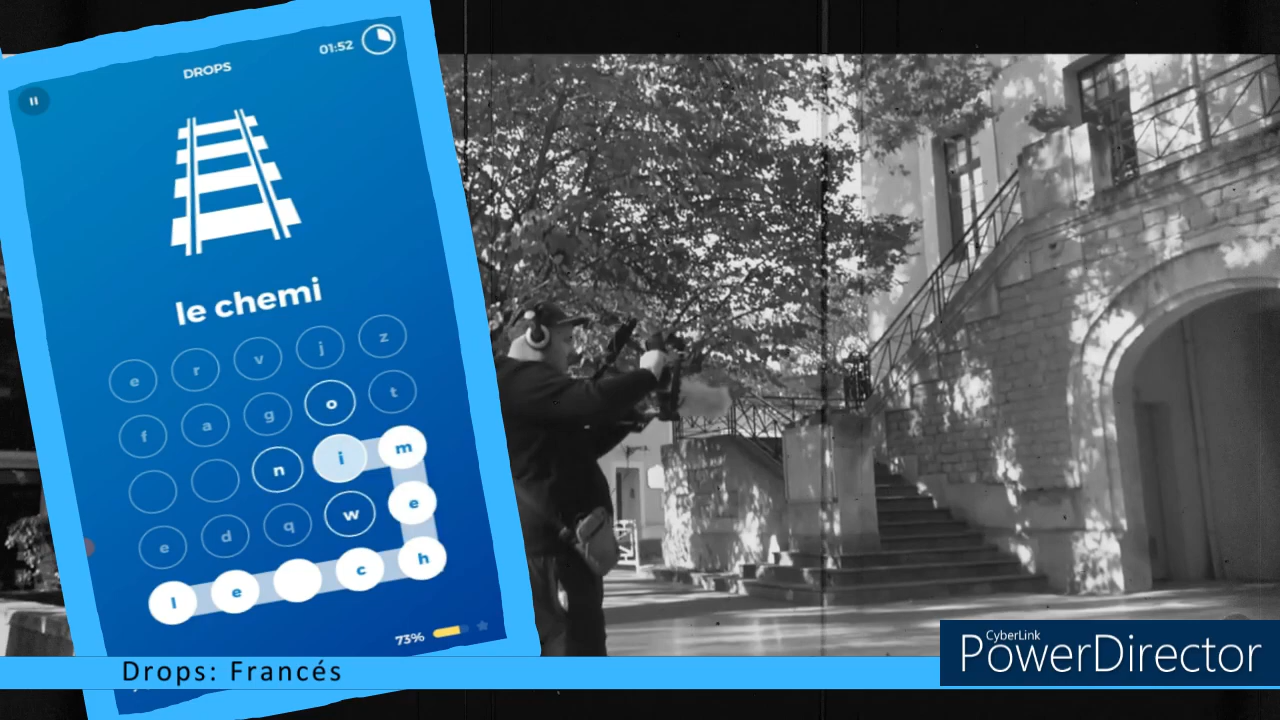 01:52
DROPS
le chemi
e r v j z
f a g o t
n i m
e d q w e
l e c h
73%
Drops: Francés
CyberLink
PowerDirector